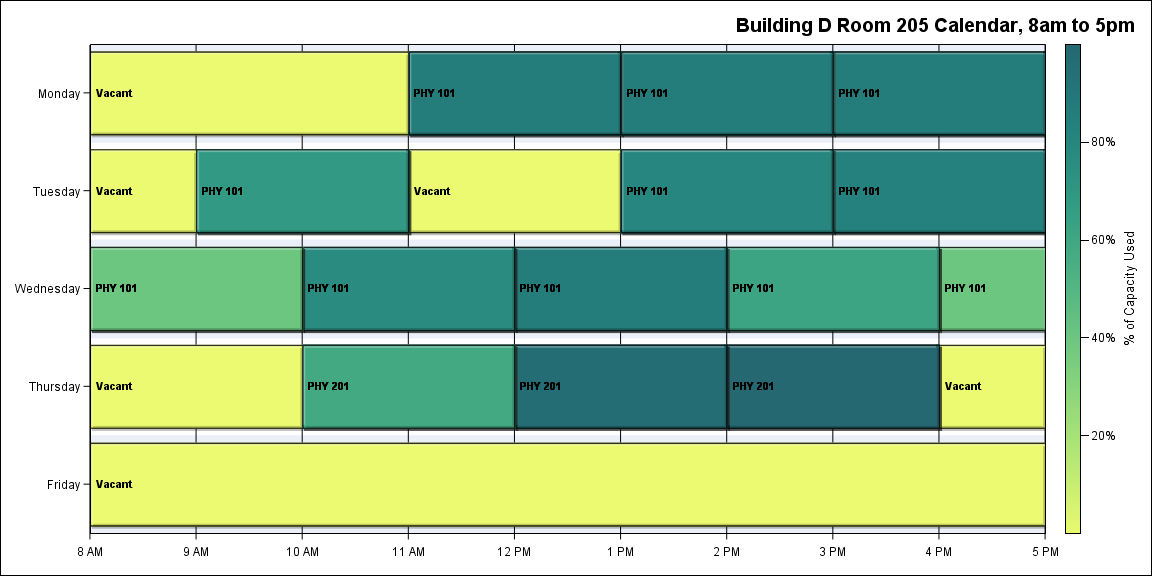 Building D Room 205 Calendar, 8am to 5pm
Monday
Vacant
PHY 101
PHY 101
PHY 101
Tuesday
Vacant
PHY 101
Vacant
PHY 101
PHY 101
Wednesday
PHY 101
PHY 101
PHY 101
PHY 101
PHY 101
Thursday
Vacant
PHY 201
PHY 201
PHY 201
Vacant
Friday
Vacant
8 AM
9 AM
10 AM
11 AM
12 PM
1 PM
2 PM
3 PM
4 PM
5 PM
80%
60%
40%
20%
% of Capacity Used